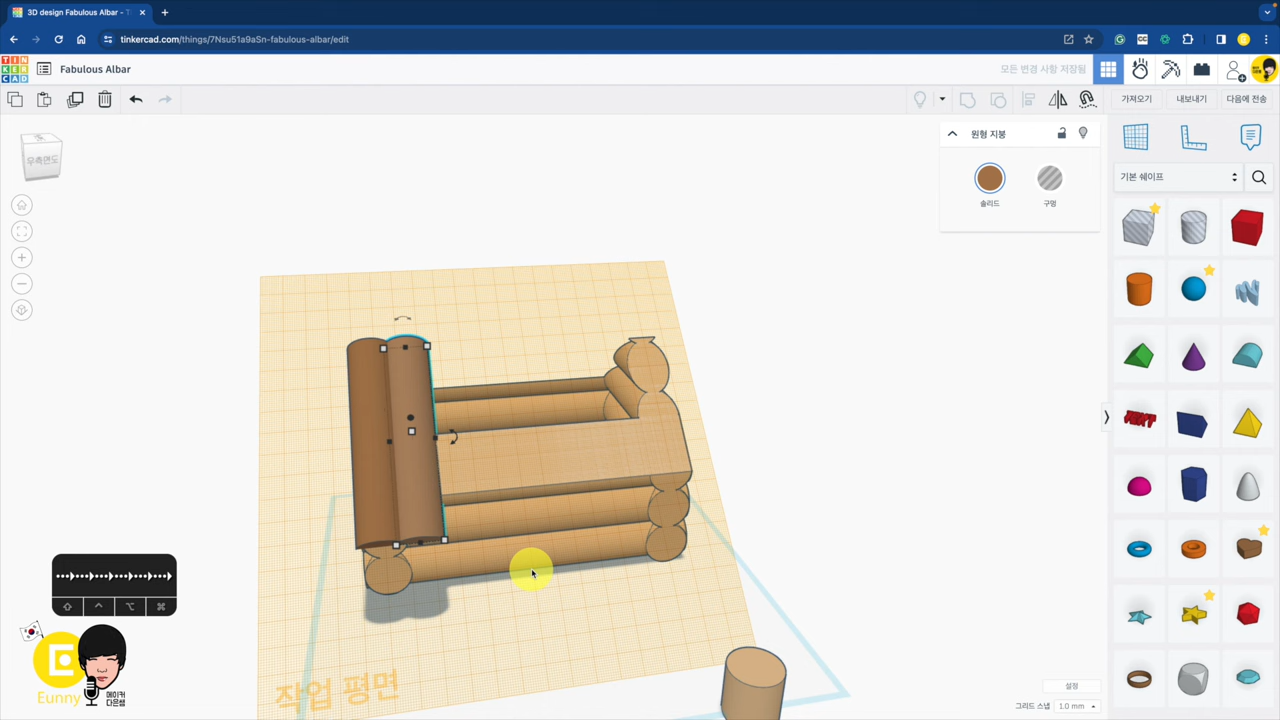 3D design Fabulous Albar - T
tinkercad.com/things/7Nsu51a9aSn-fabulous-albar/edit
TIN
KER
CAD
Fabulous Albar
모든 변경 사항 저장됨
가져오기
내보내기
다음에 전송
우측면도
원형 지붕
솔리드
구멍
기본 쉐이프
작업 평면
Eunny
메이커
다은쌤
설정
그리드 스냅
1.0 mm